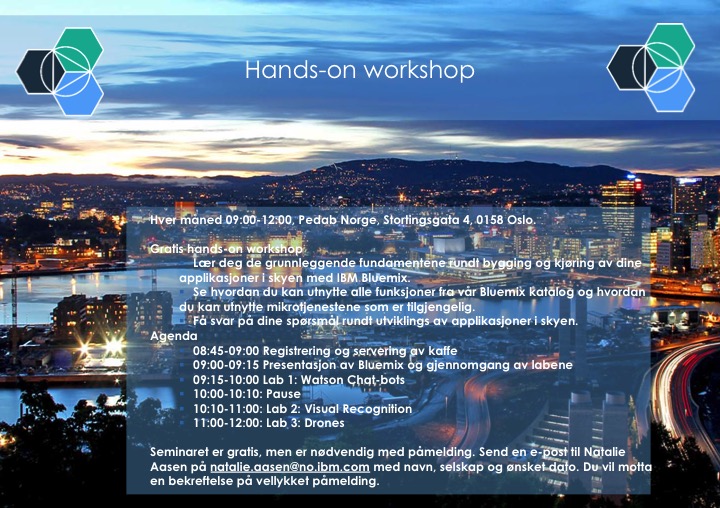 Hands-on workshop
Hver måned 09:00-12:00, Pedab Norge, Stortingsgata 4, 0158 Oslo.
Gratis hands-on workshop
Lær deg de grunnleggende fundamentene rundt bygging og kjøring av dine
applikasjoner i skyen med IBM Bluemix.
Se hvordan du kan utnytte alle funksjoner fra vår Bluemix katalog og hvordan
du kan utnytte mikrotjenestene som er tilgjengelig.
Få svar på dine spørsmål rundt utviklings av applikasjoner i skyen.
Agenda
08:45-09:00 Registrering og servering av kaffe
09:00-09:15 Presentasjon av Bluemix og gjennomgang av labene
09:15-10:00 Lab 1: Watson Chat-bots
10:00-10:10: Pause
10:10-11:00: Lab 2: Visual Recognition
11:00-12:00: Lab 3: Drones
Seminaret er gratis, men er nødvendig med påmelding. Send en e-post til Natalie
Aasen på natalie.aasen@no.ibm.com med navn, selskap og ønsket dato. Du vil motta
en bekreftelse på vellykket påmelding.